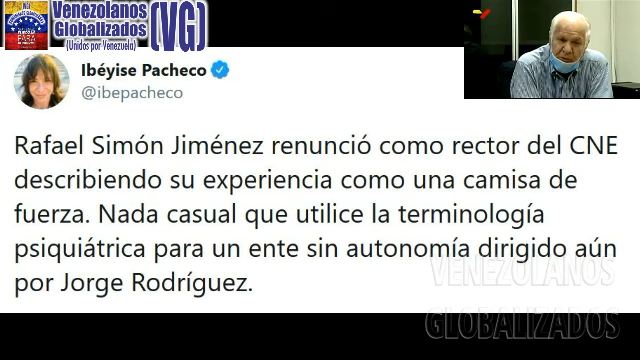 Venezolanos
Globalizados
(Unidos por Venezuela)
(VG)
Ibéyise Pacheco
@ibepacheco
Rafael Simón Jiménez renunció como rector del CNE
describiendo su experiencia como una camisa de
fuerza. Nada casual que utilice la terminología
psiquiátrica para un ente sin autonomía dirigido aún
por Jorge Rodríguez.
VENEZOLANOS
GLOBALIZADOS